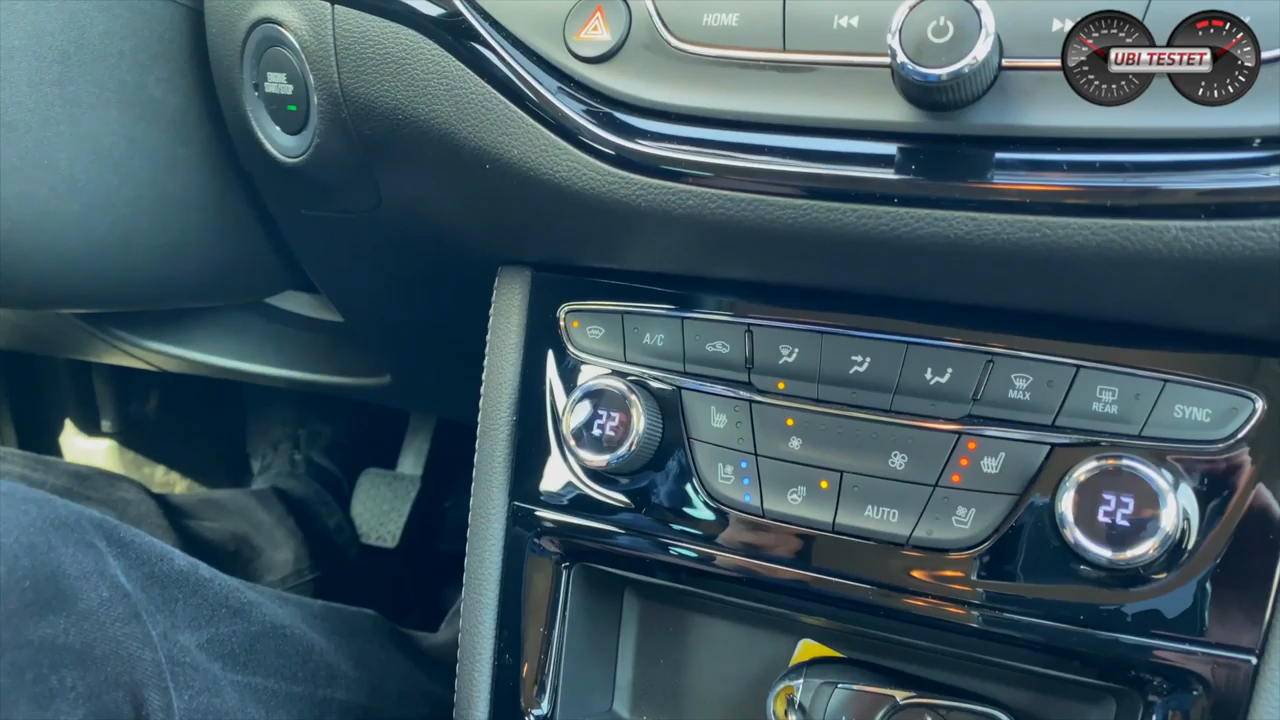 HOME
UBI TESTET
ENGINE
START/STOP
A/C
MAX
REAR
SYNC
22
AUTO
22